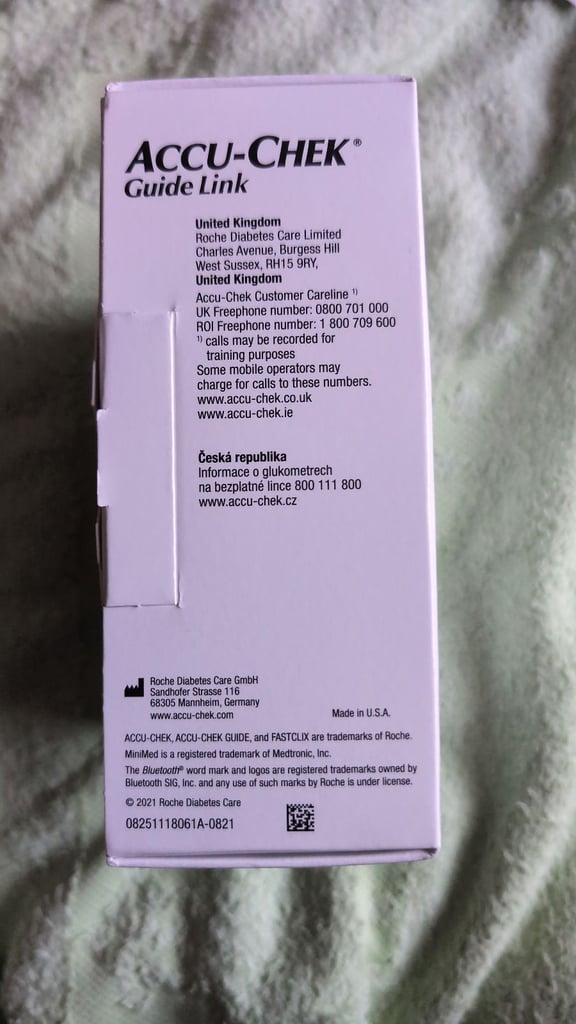 ACCU-CHEK®
Guide Link
United Kingdom
Roche Diabetes Care Limited
Charles Avenue, Burgess Hill
West Sussex, RH15 9RY,
United Kingdom
Accu-Chek Customer Careline 1)
UK Freephone number: 0800 701 000
ROI Freephone number: 1 800 709 600
1) calls may be recorded for
training purposes
Some mobile operators may
charge for calls to these numbers.
www.accu-chek.co.uk
www.accu-chek.ie
Česká republika
Informace o glukometrech
na bezplatné lince 800 111 800
www.accu-chek.cz
Roche Diabetes Care GmbH
Sandhofer Strasse 116
68305 Mannheim, Germany
www.accu-chek.com
Made in U.S.A.
ACCU-CHEK, ACCU-CHEK GUIDE, and FASTCLIX are trademarks of Roche.
MiniMed is a registered trademark of Medtronic, Inc.
The Bluetooth® word mark and logos are registered trademarks owned by
Bluetooth SIG, Inc. and any use of such marks by Roche is under license.
© 2021 Roche Diabetes Care
08251118061A-0821